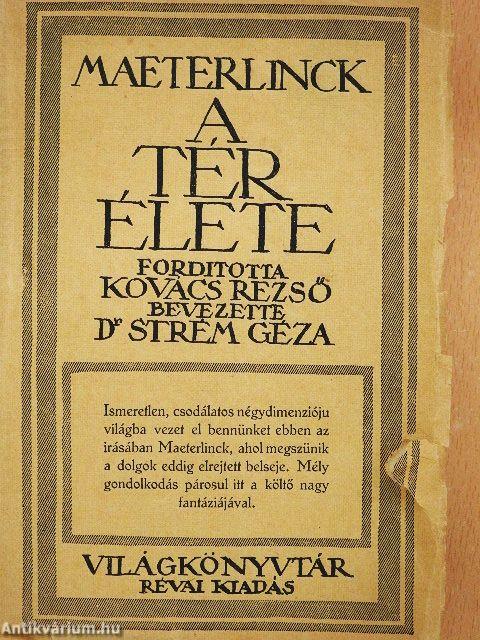 MAETERLINCK
A
TÉR
ÉLETE
FORDITOTTA
KOVÁCS REZSŐ
BEVEZETTE
Dr STRÉM GÉZA
Ismeretlen, csodálatos négydimenzióju
világba vezet el bennünket ebben az
irásában Maeterlinck, ahol megszünik
a dolgok eddig elrejtett belseje. Mély
gondolkodás párosul itt a költő nagy
fantáziájával.
VILÁGKÖNYVTÁR
RÉVAI KIADÁS
Antikvárium.hu